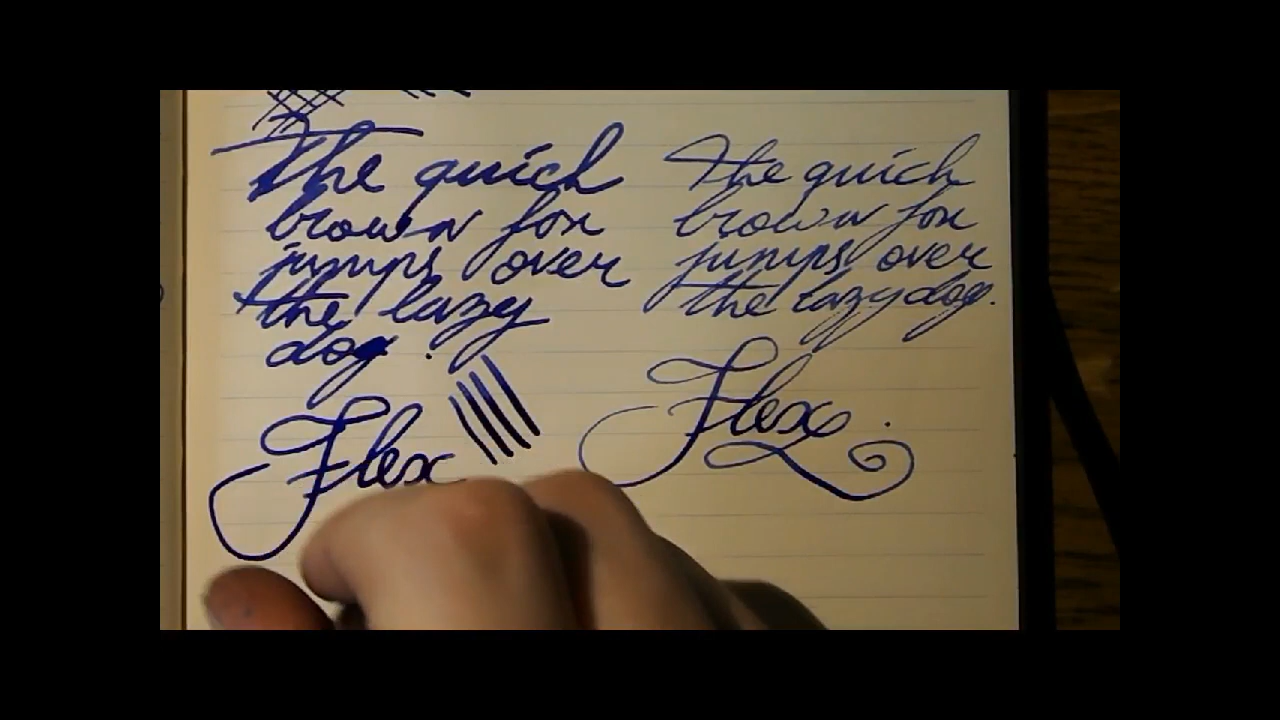 The quick
brown fox
jumps over
the lazy
dog.
Flex
The quick
brown fox
jumps over
the lazy dog.
Flex.